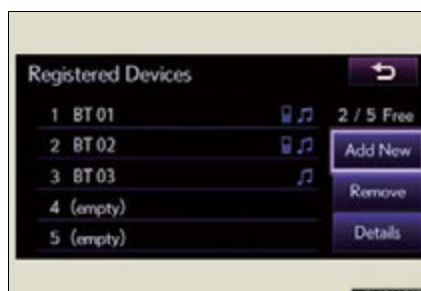 Registered Devices
1 BT 01
2 / 5 Free
2 BT 02
Add New
3 BT 03
Remove
4 (empty)
5 (empty)
Details